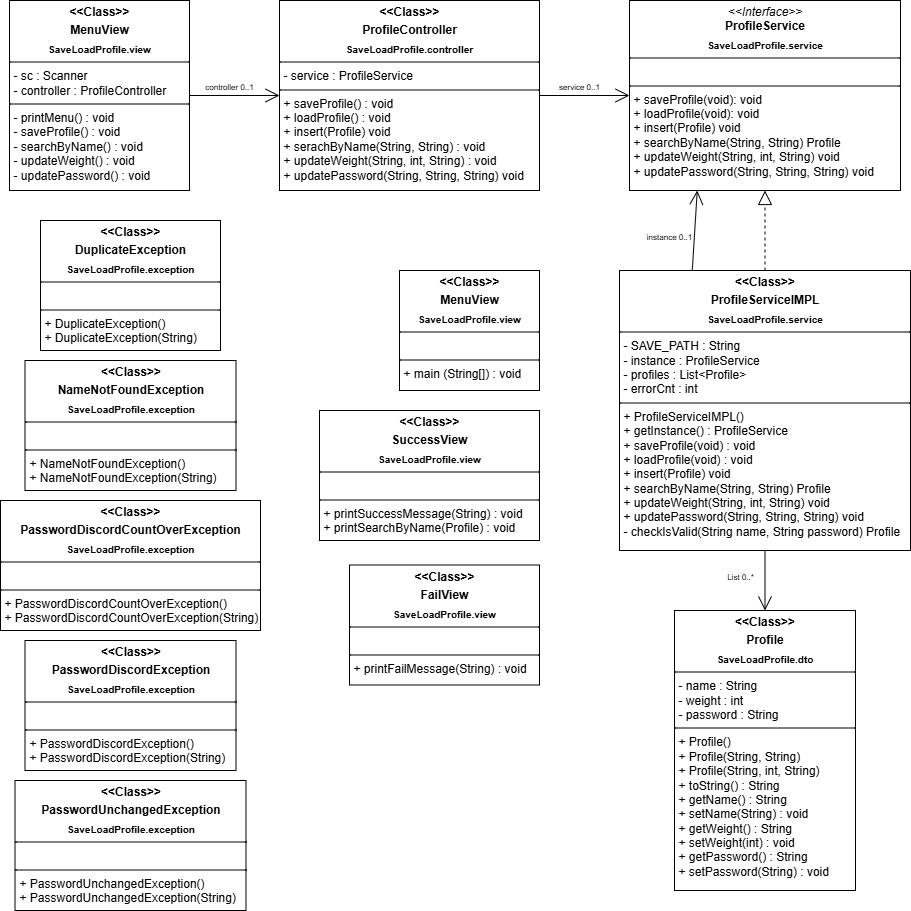 <<Class>>
MenuView
SaveLoadProfile.view
- sc : Scanner
- controller : ProfileController
- printMenu() : void
- saveProfile() : void
- searchByName() : void
- updateWeight() : void
- updatePassword() : void
controller 0..1
<<Class>>
ProfileController
SaveLoadProfile.controller
- service : ProfileService
+ saveProfile() : void
+ loadProfile() : void
+ insert(Profile) : void
+ serachByName(String, String) : void
+ updateWeight(String, int, String) : void
+ updatePassword(String, String, String) void
service 0..1
<<Interface>>
ProfileService
SaveLoadProfile.service
+ saveProfile(void): void
+ loadProfile(void): void
+ insert(Profile) void
+ searchByName(String, String) Profile
+ updateWeight(String, int, String) void
+ updatePassword(String, String, String) void
instance 0..1
<<Class>>
DuplicateException
SaveLoadProfile.exception
+ DuplicateException()
+ DuplicateException(String)
<<Class>>
NameNotFoundException
SaveLoadProfile.exception
+ NameNotFoundException()
+ NameNotFoundException(String)
<<Class>>
PasswordDiscordCountOverException
SaveLoadProfile.exception
+ PasswordDiscordCountOverException()
+ PasswordDiscordCountOverException(String)
<<Class>>
PasswordDiscordException
SaveLoadProfile.exception
+ PasswordDiscordException()
+ PasswordDiscordException(String)
<<Class>>
PasswordUnchangedException
SaveLoadProfile.exception
+ PasswordUnchangedException()
+ PasswordUnchangedException(String)
<<Class>>
MenuView
SaveLoadProfile.view
+ main (String[]) : void
<<Class>>
SuccessView
SaveLoadProfile.view
+ printSuccessMessage(String) : void
+ printSearchByName(Profile) : void
<<Class>>
FailView
SaveLoadProfile.view
+ printFailMessage(String) : void
<<Class>>
ProfileServiceIMPL
SaveLoadProfile.service
- SAVE_PATH : String
- instance : ProfileService
- profiles : List<Profile>
- errorCnt : int
+ ProfileServiceIMPL()
+ getInstance() : ProfileService
+ saveProfile(void) : void
+ loadProfile(void) : void
+ insert(Profile) void
+ searchByName(String, String) Profile
+ updateWeight(String, int, String) void
+ updatePassword(String, String, String) void
- checkIsValid(String name, String password) Profile
List 0..*
<<Class>>
Profile
SaveLoadProfile.dto
- name : String
- weight : int
- password : String
+ Profile()
+ Profile(String, String)
+ Profile(String, int, String)
+ toString() : String
+ getName() : String
+ setName(String) : void
+ getWeight() : String
+ setWeight(int) : void
+ getPassword() : String
+ setPassword(String) : void